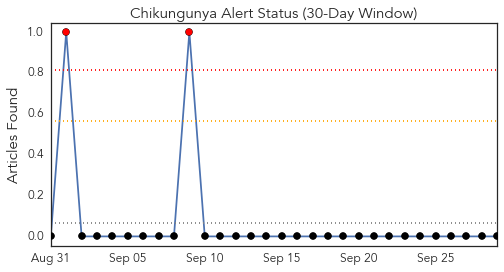 Chikungunya Alert Status (30-Day Window)
Articles Found
1.0
0.8
0.6
0.4
0.2
0.0
Aug 31
Sep 05
Sep 10
Sep 15
Sep 20
Sep 25